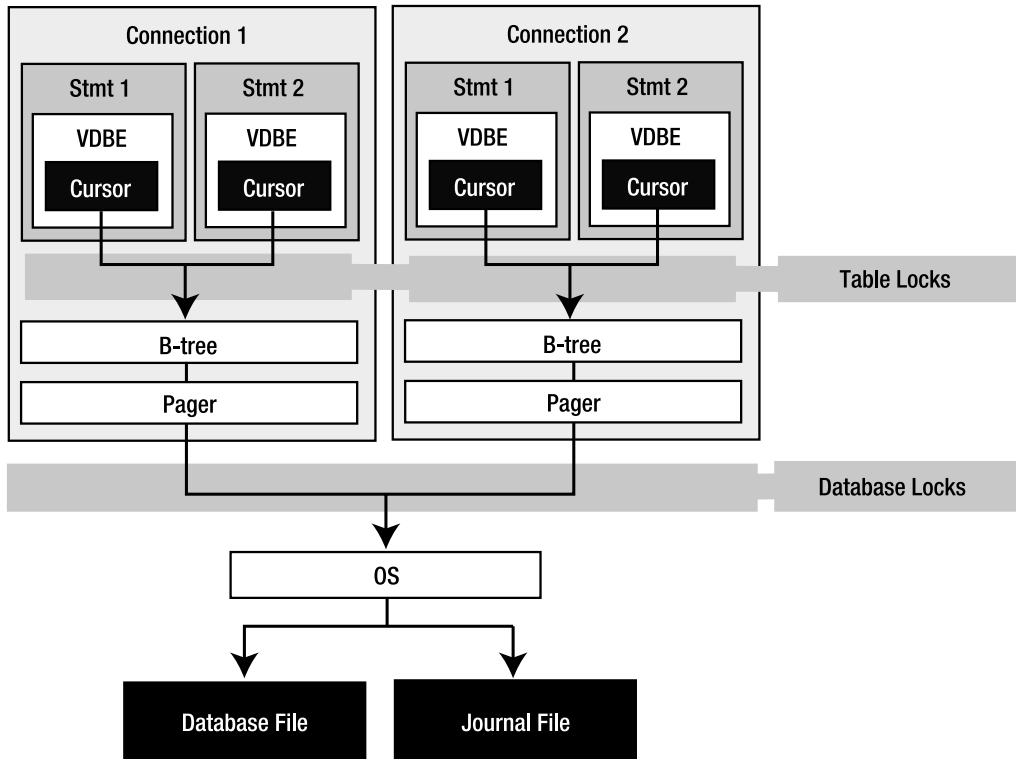 Connection 1
Connection 2
Stmt 1
Stmt 2
Stmt 1
Stmt 2
VDBE
VDBE
VDBE
VDBE
Cursor
Cursor
Cursor
Cursor
Table Locks
B-tree
B-tree
Pager
Pager
Database Locks
OS
Database File
Journal File